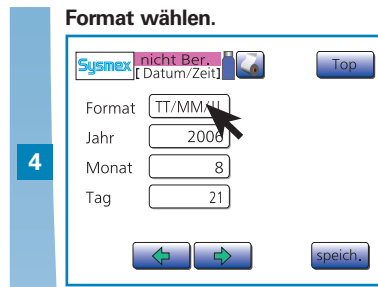 Format wählen.
Sysmex nicht Ber. Top
[Datum/Zeit]
Format TT/MM/JJ
Jahr 2006
Monat 8
4
Tag 21
speich.